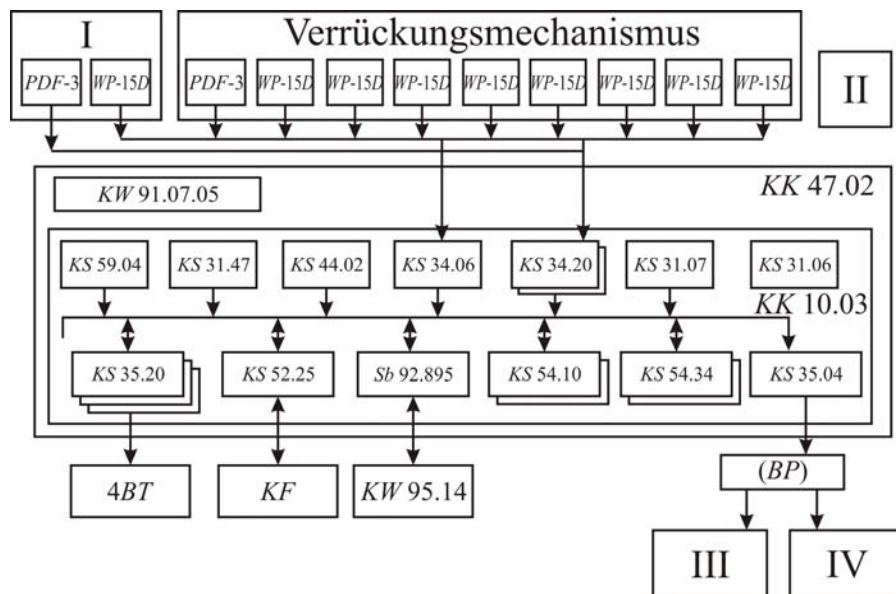 I
Verrückungsmechanismus
PDF-3
WP-15D
PDF-3
WP-15D
WP-15D
WP-15D
WP-15D
WP-15D
WP-15D
WP-15D
WP-15D
II
KW 91.07.05
KK 47.02
KS 59.04
KS 31.47
KS 44.02
KS 34.06
KS 34.20
KS 31.07
KS 31.06
KK 10.03
KS 35.20
KS 52.25
Sb 92.895
KS 54.10
KS 54.34
KS 35.04
4BT
KF
KW 95.14
(BP)
III
IV